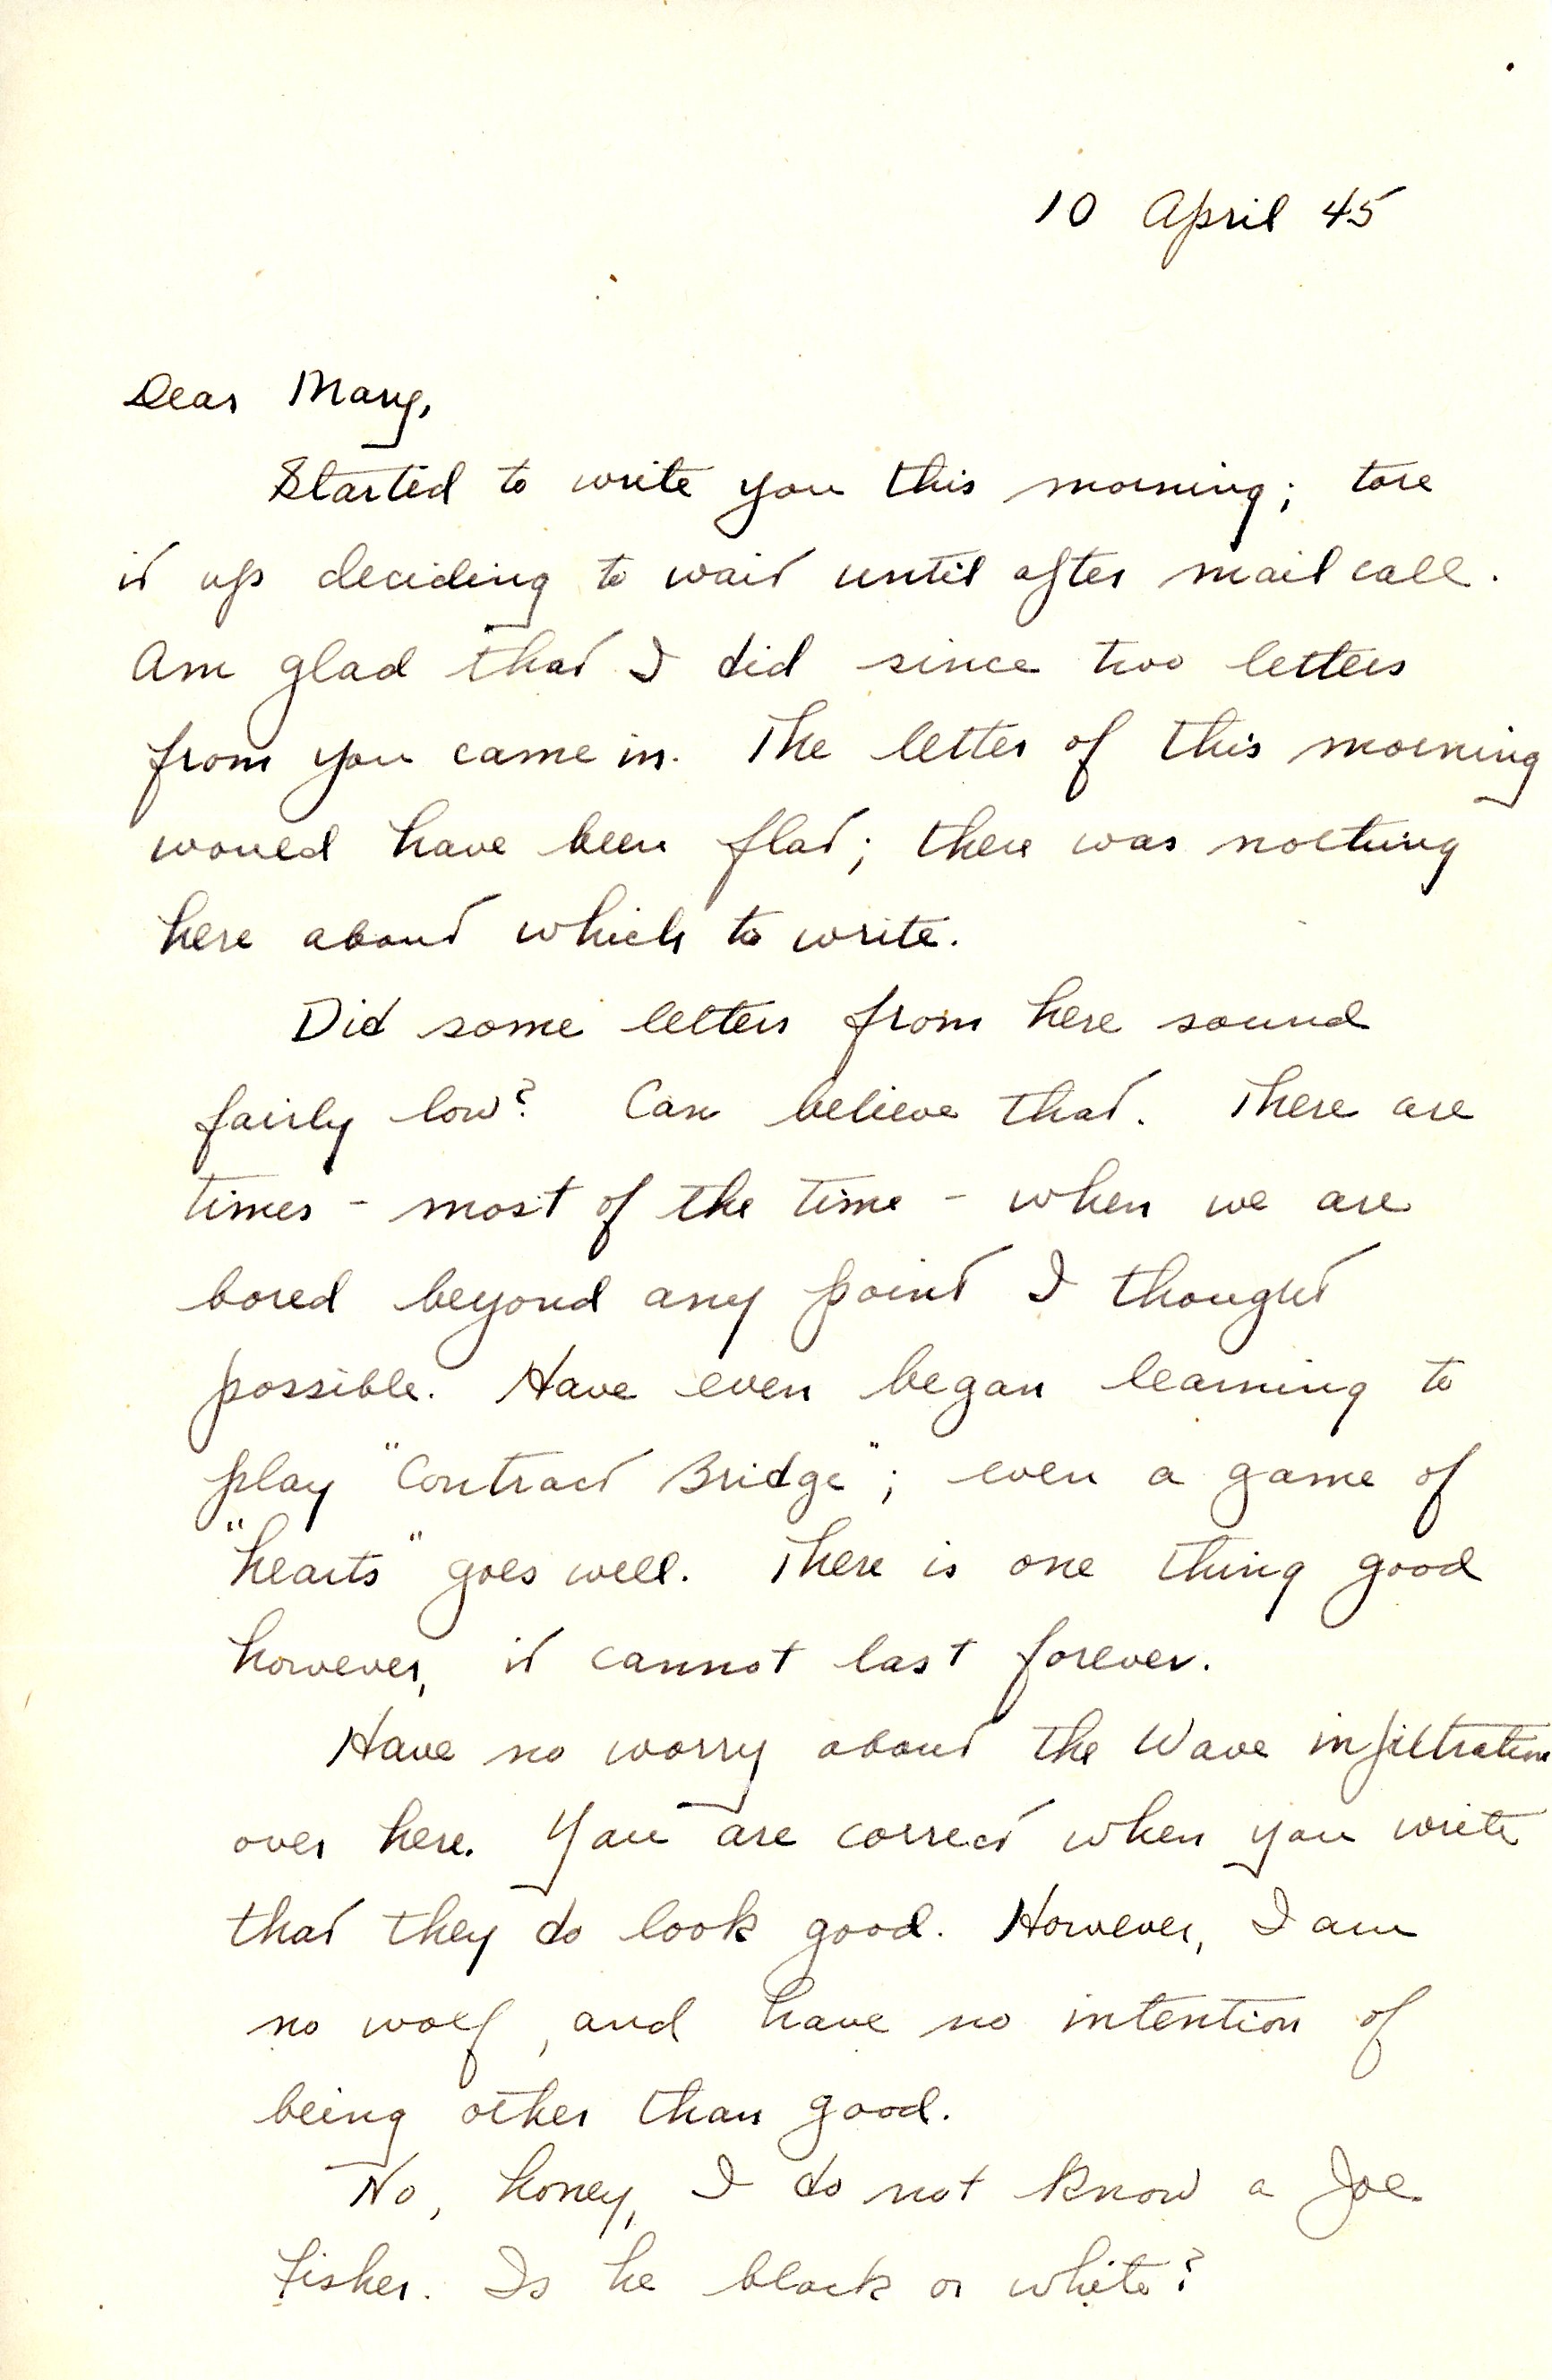 10 April 45
Dear Mary,
Started to write you this morning; tore
it up deciding to wait until after mail call.
Am glad that I did since two letters
from you came in. The letter of this morning
would have been flat; there was nothing
here about which to write.
Did some letters from here sound
fairly low? Can believe that. There are
times - most of the time - when we are
bored beyond any point I thought
possible. Have even began learning to
play "Contract Bridge"; even a game of
"hearts" goes well. There is one thing good
however, it cannot last forever.
Have no worry about the Wave infiltration
over here. You are correct when you write
that they do look good. However, I am
no wolf, and have no intention of
being other than good.
No, honey, I do not know a Joe
Fisher. Is he black or white?